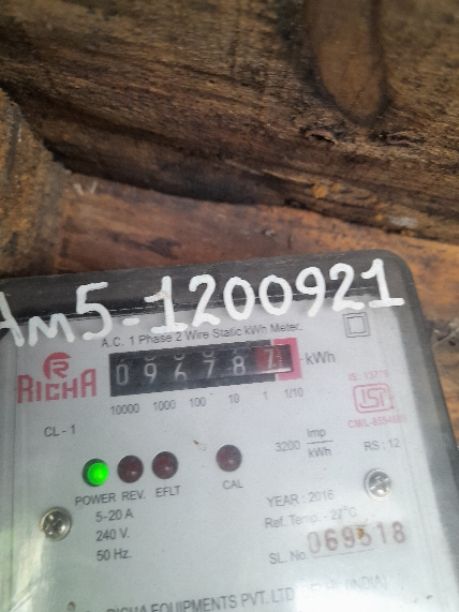 Am5-1200921
A.C. 1 Phase 2 Wire Static kWh Meter.
RICHA
kWh
10000 1000 100 10 1 1/10
CL - 1
3200 Imp/kWh
RS : 12
POWER REV. EFLT CAL
5-20 A
240 V.
50 Hz.
YEAR : 2016
Ref. Temp. - 27°C
SL. No. 069518
RICHA EQUIPMENTS PVT. LTD (INDIA)